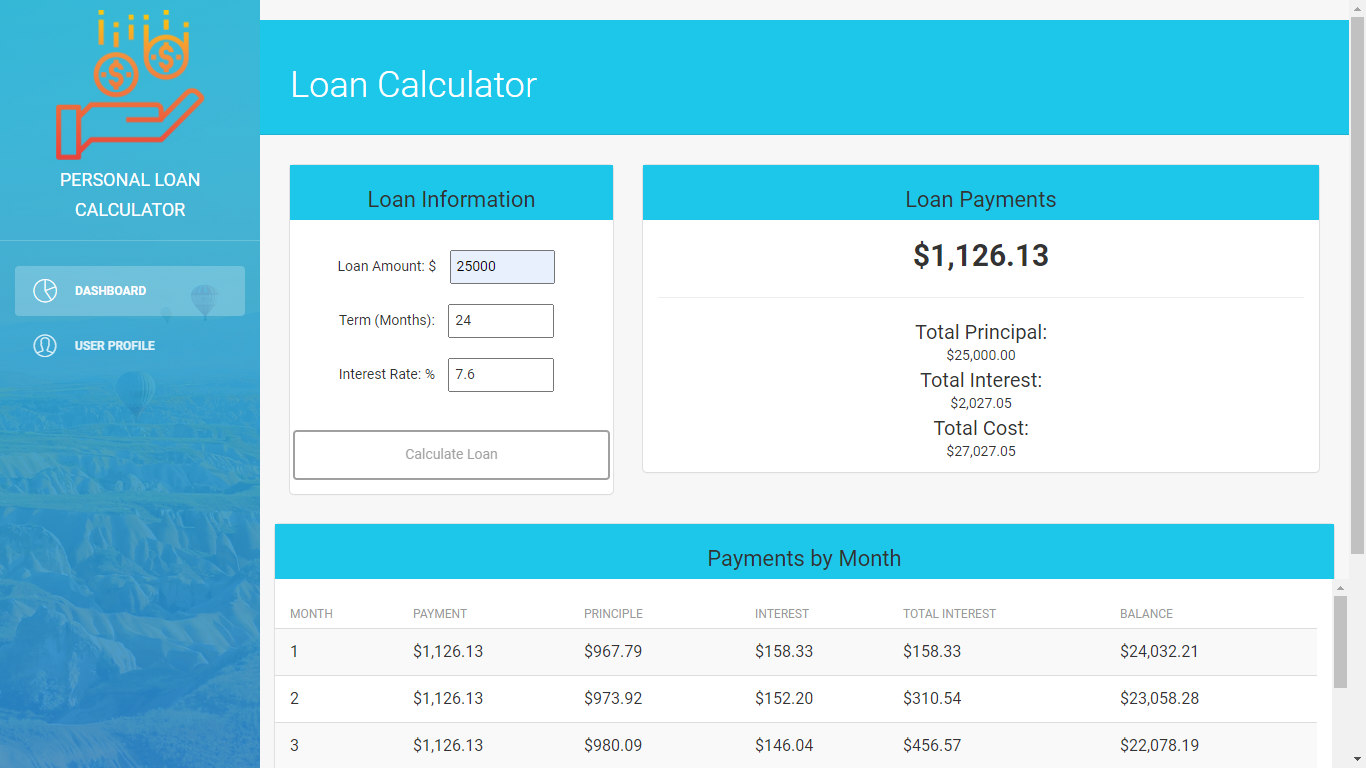 PERSONAL LOAN
CALCULATOR
DASHBOARD
USER PROFILE
Loan Calculator
Loan Information
Loan Amount: $ 25000
Term (Months): 24
Interest Rate: % 7.6
Calculate Loan
Loan Payments
$1,126.13
Total Principal:
$25,000.00
Total Interest:
$2,027.05
Total Cost:
$27,027.05
Payments by Month
MONTH PAYMENT PRINCIPLE INTEREST TOTAL INTEREST BALANCE
1 $1,126.13 $967.79 $158.33 $158.33 $24,032.21
2 $1,126.13 $973.92 $152.20 $310.54 $23,058.28
3 $1,126.13 $980.09 $146.04 $456.57 $22,078.19